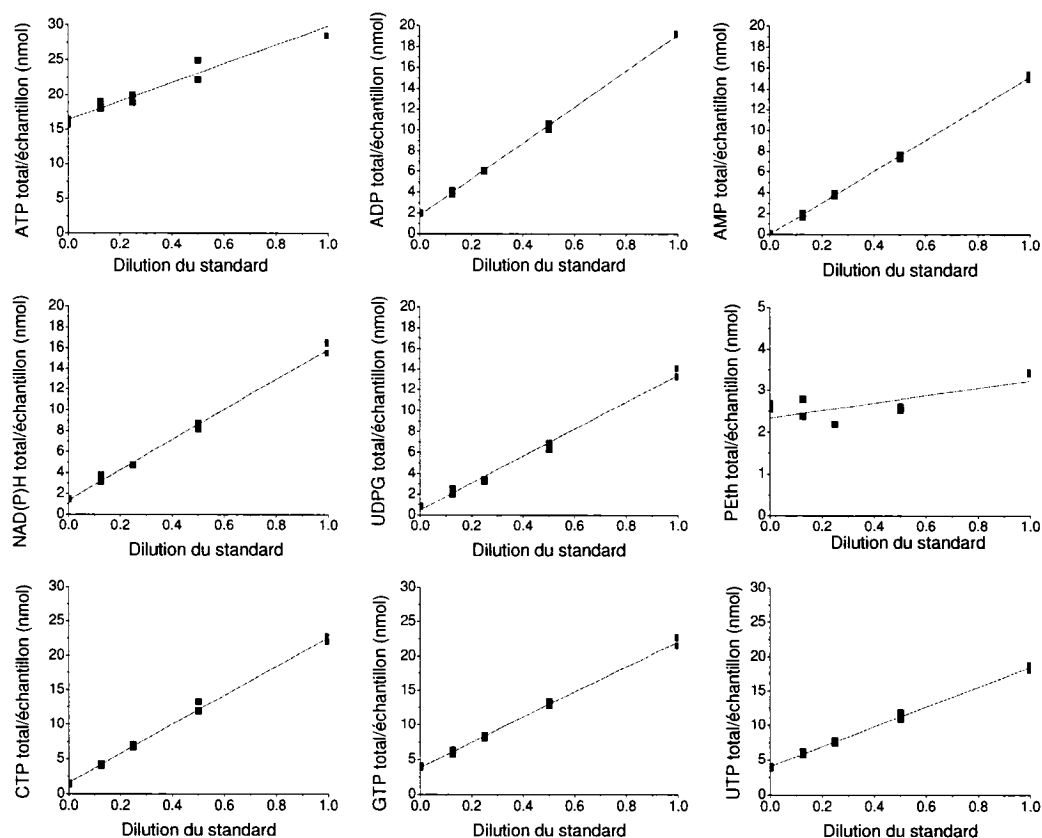 ATP total/échantillon (nmol)
30
25
20
15
10
5
0
0.0 0.2 0.4 0.6 0.8 1.0
Dilution du standard
ADP total/échantillon (nmol)
20
18
16
14
12
10
8
6
4
2
0
0.0 0.2 0.4 0.6 0.8 1.0
Dilution du standard
AMP total/échantillon (nmol)
20
18
16
14
12
10
8
6
4
2
0
0.0 0.2 0.4 0.6 0.8 1.0
Dilution du standard
NAD(P)H total/échantillon (nmol)
20
18
16
14
12
10
8
6
4
2
0
0.0 0.2 0.4 0.6 0.8 1.0
Dilution du standard
UDPG total/échantillon (nmol)
20
18
16
14
12
10
8
6
4
2
0
0.0 0.2 0.4 0.6 0.8 1.0
Dilution du standard
PEth total/échantillon (nmol)
5
4
3
2
1
0
0.0 0.2 0.4 0.6 0.8 1.0
Dilution du standard
CTP total/échantillon (nmol)
30
25
20
15
10
5
0
0.0 0.2 0.4 0.6 0.8 1.0
Dilution du standard
GTP total/échantillon (nmol)
30
25
20
15
10
5
0
0.0 0.2 0.4 0.6 0.8 1.0
Dilution du standard
UTP total/échantillon (nmol)
30
25
20
15
10
5
0
0.0 0.2 0.4 0.6 0.8 1.0
Dilution du standard